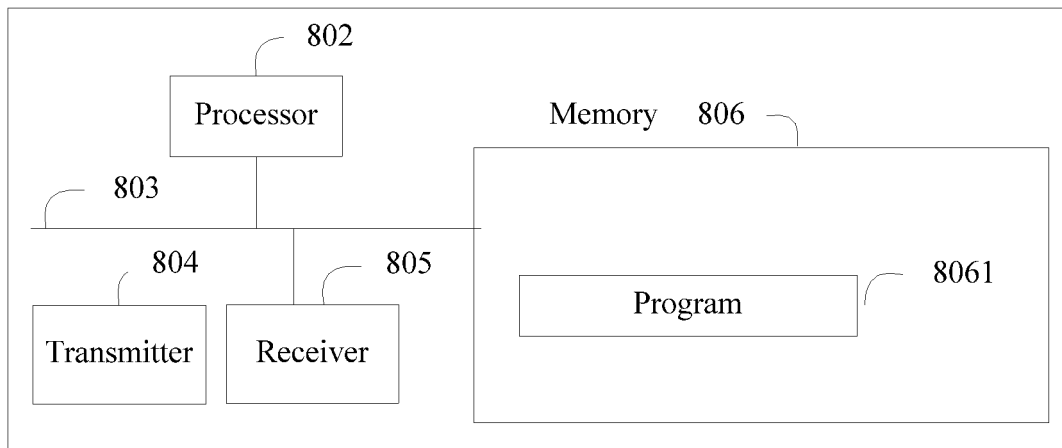 802
Processor
Memory 806
803
804
805
8061
Program
Transmitter
Receiver